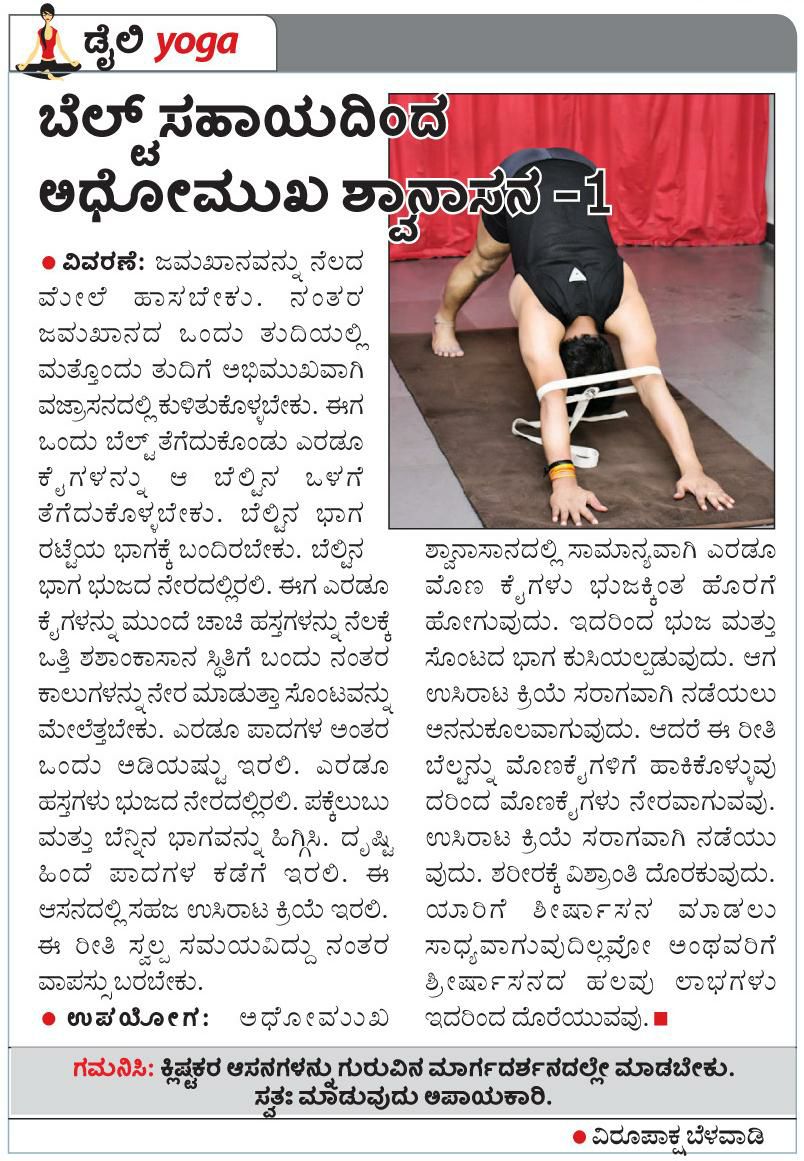 ಡೈಲಿ yoga
ಬೆಲ್ಟ್ ಸಹಾಯದಿಂದ
ಅಧೋಮುಖ ಶ್ವಾನಾಸನ -1
● ವಿವರಣೆ: ಜಮಖಾನವನ್ನು ನೆಲದ
ಮೇಲೆ ಹಾಸಬೇಕು. ನಂತರ
ಜಮಖಾನದ ಒಂದು ತುದಿಯಲ್ಲಿ
ಮತ್ತೊಂದು ತುದಿಗೆ ಅಭಿಮುಖವಾಗಿ
ವಜ್ರಾಸನದಲ್ಲಿ ಕುಳಿತುಕೊಳ್ಳಬೇಕು. ಈಗ
ಒಂದು ಬೆಲ್ಟ್ ತೆಗೆದುಕೊಂಡು ಎರಡೂ
ಕೈಗಳನ್ನು ಆ ಬೆಲ್ಟಿನ ಒಳಗೆ
ತೆಗೆದುಕೊಳ್ಳಬೇಕು. ಬೆಲ್ಟಿನ ಭಾಗ
ರಟ್ಟೆಯ ಭಾಗಕ್ಕೆ ಬಂದಿರಬೇಕು. ಬೆಲ್ಟಿನ
ಭಾಗ ಭುಜದ ನೇರದಲ್ಲಿರಲಿ. ಈಗ ಎರಡೂ
ಕೈಗಳನ್ನು ಮುಂದೆ ಚಾಚಿ ಹಸ್ತಗಳನ್ನು ನೆಲಕ್ಕೆ
ಒತ್ತಿ ಶಶಾಂಕಾಸಾನ ಸ್ಥಿತಿಗೆ ಬಂದು ನಂತರ
ಕಾಲುಗಳನ್ನು ನೇರ ಮಾಡುತ್ತಾ ಸೊಂಟವನ್ನು
ಮೇಲೆತ್ತಬೇಕು. ಎರಡೂ ಪಾದಗಳ ಅಂತರ
ಒಂದು ಅಡಿಯಷ್ಟು ಇರಲಿ. ಎರಡೂ
ಹಸ್ತಗಳು ಭುಜದ ನೇರದಲ್ಲಿರಲಿ. ಪಕ್ಕೆಲುಬು
ಮತ್ತು ಬೆನ್ನಿನ ಭಾಗವನ್ನು ಹಿಗ್ಗಿಸಿ. ದೃಷ್ಟಿ
ಹಿಂದೆ ಪಾದಗಳ ಕಡೆಗೆ ಇರಲಿ. ಈ
ಆಸನದಲ್ಲಿ ಸಹಜ ಉಸಿರಾಟ ಕ್ರಿಯೆ ಇರಲಿ.
ಈ ರೀತಿ ಸ್ವಲ್ಪ ಸಮಯವಿದ್ದು ನಂತರ
ವಾಪಸ್ಸು ಬರಬೇಕು.
● ಉಪಯೋಗ: ಅಧೋಮುಖ
ಶ್ವಾನಾಸಾನದಲ್ಲಿ ಸಾಮಾನ್ಯವಾಗಿ ಎರಡೂ
ಮೊಣ ಕೈಗಳು ಭುಜಕ್ಕಿಂತ ಹೊರಗೆ
ಹೋಗುವುದು. ಇದರಿಂದ ಭುಜ ಮತ್ತು
ಸೊಂಟದ ಭಾಗ ಕುಸಿಯಲ್ಪಡುವುದು. ಆಗ
ಉಸಿರಾಟ ಕ್ರಿಯೆ ಸರಾಗವಾಗಿ ನಡೆಯಲು
ಅನನುಕೂಲವಾಗುವುದು. ಆದರೆ ಈ ರೀತಿ
ಬೆಲ್ಟನ್ನು ಮೊಣಕೈಗಳಿಗೆ ಹಾಕಿಕೊಳ್ಳುವು
ದರಿಂದ ಮೊಣಕೈಗಳು ನೇರವಾಗುವವು.
ಉಸಿರಾಟ ಕ್ರಿಯೆ ಸರಾಗವಾಗಿ ನಡೆಯು
ವುದು. ಶರೀರಕ್ಕೆ ವಿಶ್ರಾಂತಿ ದೊರಕುವುದು.
ಯಾರಿಗೆ ಶೀರ್ಷಾಸನ ಮಾಡಲು
ಸಾಧ್ಯವಾಗುವುದಿಲ್ಲವೋ ಅಂಥವರಿಗೆ
ಶ್ರೀರ್ಷಾಸನದ ಹಲವು ಲಾಭಗಳು
ಇದರಿಂದ ದೊರೆಯುವವು. ■
ಗಮನಿಸಿ: ಕ್ಲಿಷ್ಟಕರ ಆಸನಗಳನ್ನು ಗುರುವಿನ ಮಾರ್ಗದರ್ಶನದಲ್ಲೇ ಮಾಡಬೇಕು.
ಸ್ವತಃ ಮಾಡುವುದು ಅಪಾಯಕಾರಿ.
● ವಿರೂಪಾಕ್ಷ ಬೆಳವಾಡಿ